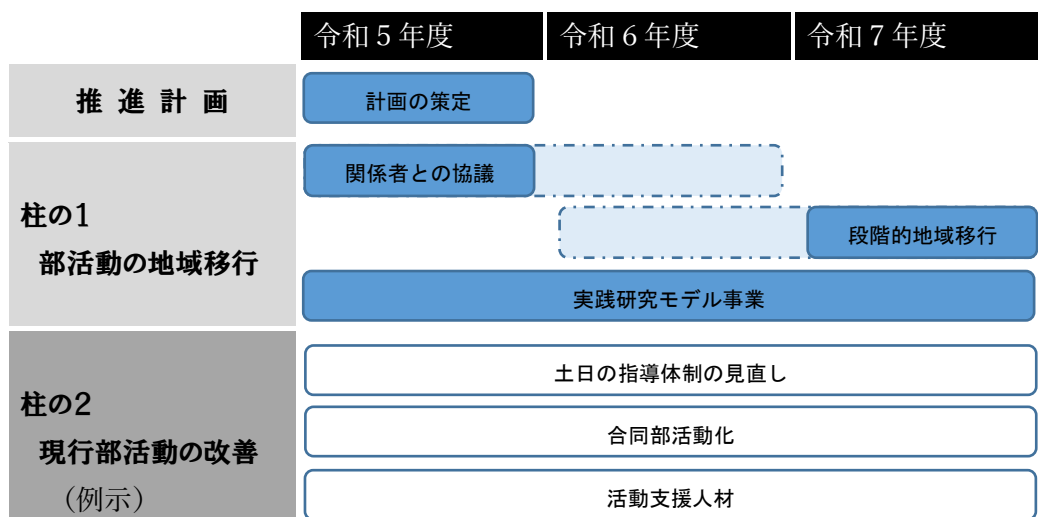 令和5年度 令和6年度 令和7年度
推進計画 計画の策定
関係者との協議
柱の1
段階的地域移行
部活動の地域移行
実践研究モデル事業
土日の指導体制の見直し
柱の2
合同部活動化
現行部活動の改善
(例示)
活動支援人材